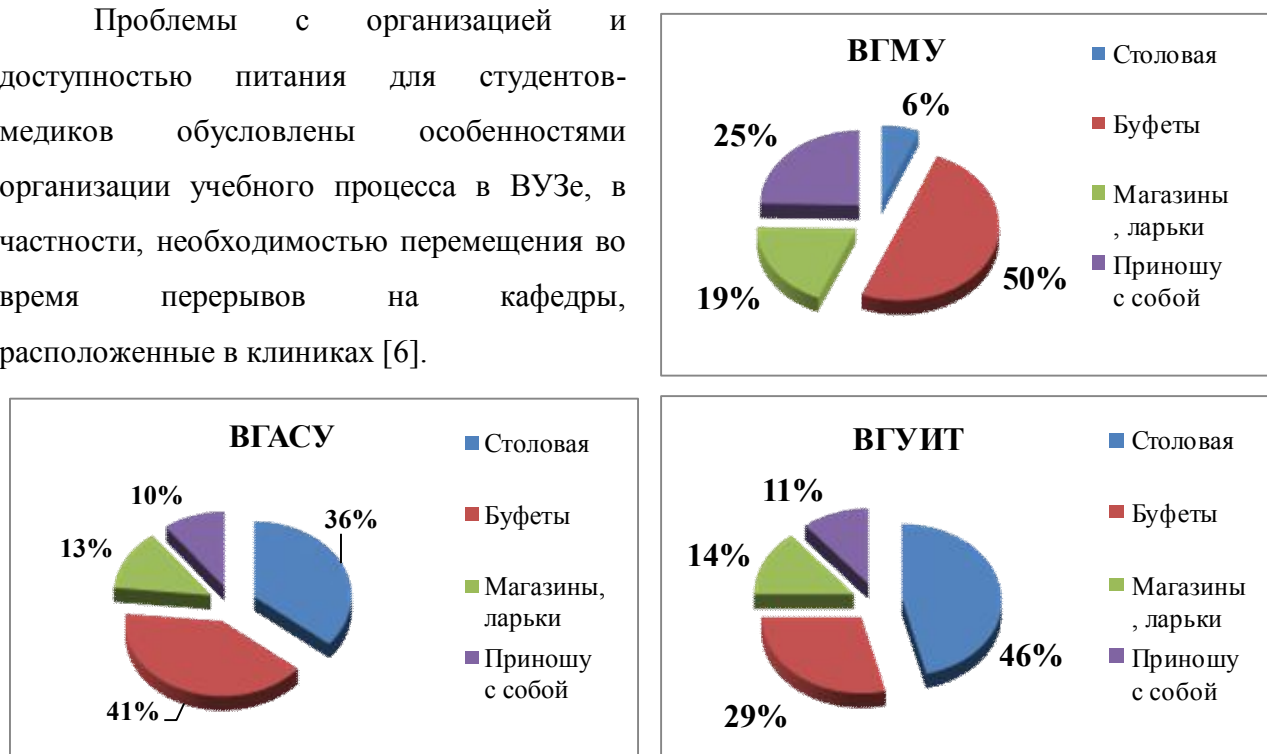 Проблемы с организацией и
доступностью питания для студентов-
медиков обусловлены особенностями
организации учебного процесса в ВУЗе, в
частности, необходимостью перемещения во
время перерывов на кафедры,
расположенные в клиниках [6].
ВГМУ
6%
50%
19%
25%
Столовая
Буфеты
Магазины
, ларьки
Приношу
с собой
ВГАСУ
36%
41%
13%
10%
Столовая
Буфеты
Магазины,
ларьки
Приношу
с собой
ВГУИТ
46%
29%
14%
11%
Столовая
Буфеты
Магазины
, ларьки
Приношу
с собой